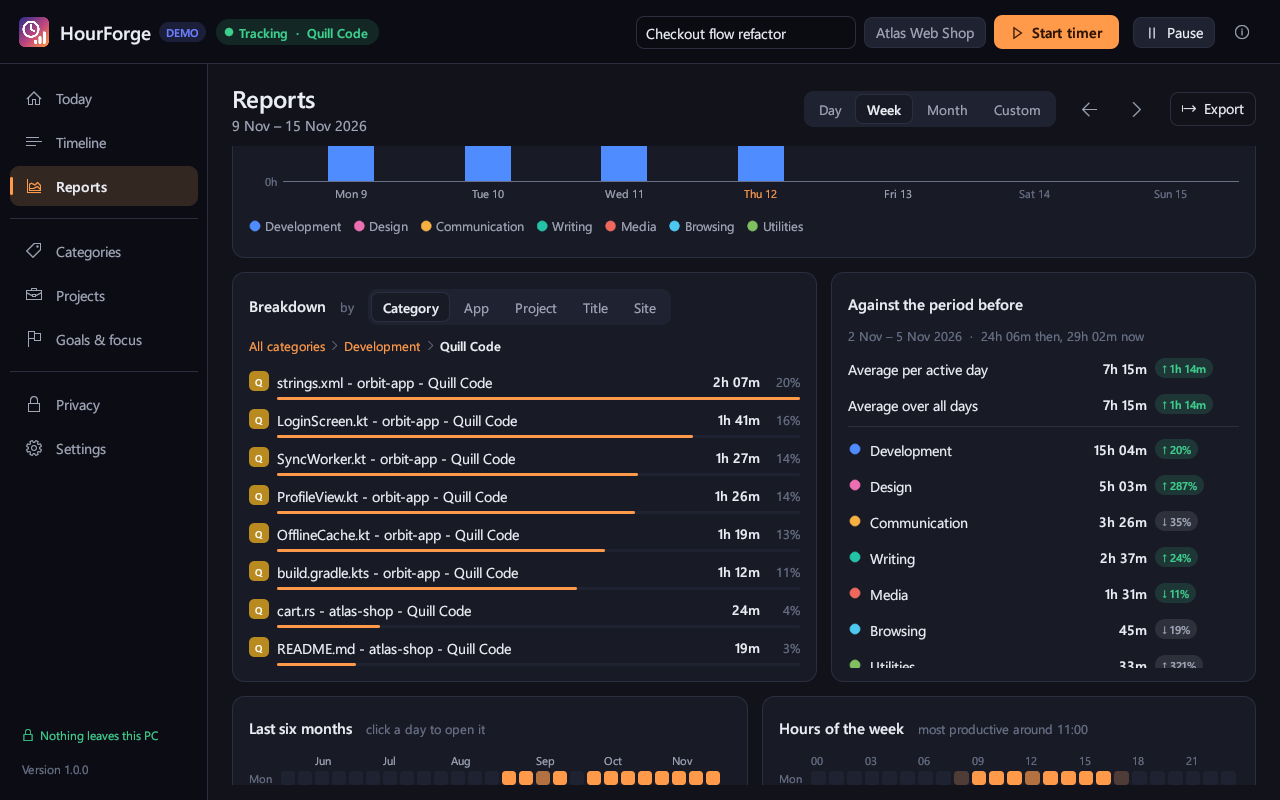 HourForge DEMO Tracking · Quill Code
Checkout flow refactor
Atlas Web Shop
Start timer
Pause
Today
Timeline
Reports
Categories
Projects
Goals & focus
Privacy
Settings
Nothing leaves this PC
Version 1.0.0
Reports
9 Nov – 15 Nov 2026
Day Week Month Custom
Export
0h
Mon 9 Tue 10 Wed 11 Thu 12 Fri 13 Sat 14 Sun 15
Development Design Communication Writing Media Browsing Utilities
Breakdown by Category App Project Title Site
All categories > Development > Quill Code
Q strings.xml - orbit-app - Quill Code 2h 07m 20%
Q LoginScreen.kt - orbit-app - Quill Code 1h 41m 16%
Q SyncWorker.kt - orbit-app - Quill Code 1h 27m 14%
Q ProfileView.kt - orbit-app - Quill Code 1h 26m 14%
Q OfflineCache.kt - orbit-app - Quill Code 1h 19m 13%
Q build.gradle.kts - orbit-app - Quill Code 1h 12m 11%
Q cart.rs - atlas-shop - Quill Code 24m 4%
Q README.md - atlas-shop - Quill Code 19m 3%
Against the period before
2 Nov – 5 Nov 2026 · 24h 06m then, 29h 02m now
Average per active day 7h 15m ↑1h 14m
Average over all days 7h 15m ↑1h 14m
Development 15h 04m ↑20%
Design 5h 03m ↑287%
Communication 3h 26m ↓35%
Writing 2h 37m ↑24%
Media 1h 31m ↓11%
Browsing 45m ↓19%
Utilities 33m ↑321%
Last six months click a day to open it
Jun Jul Aug Sep Oct Nov
Mon
Hours of the week most productive around 11:00
00 03 06 09 12 15 18 21
Mon